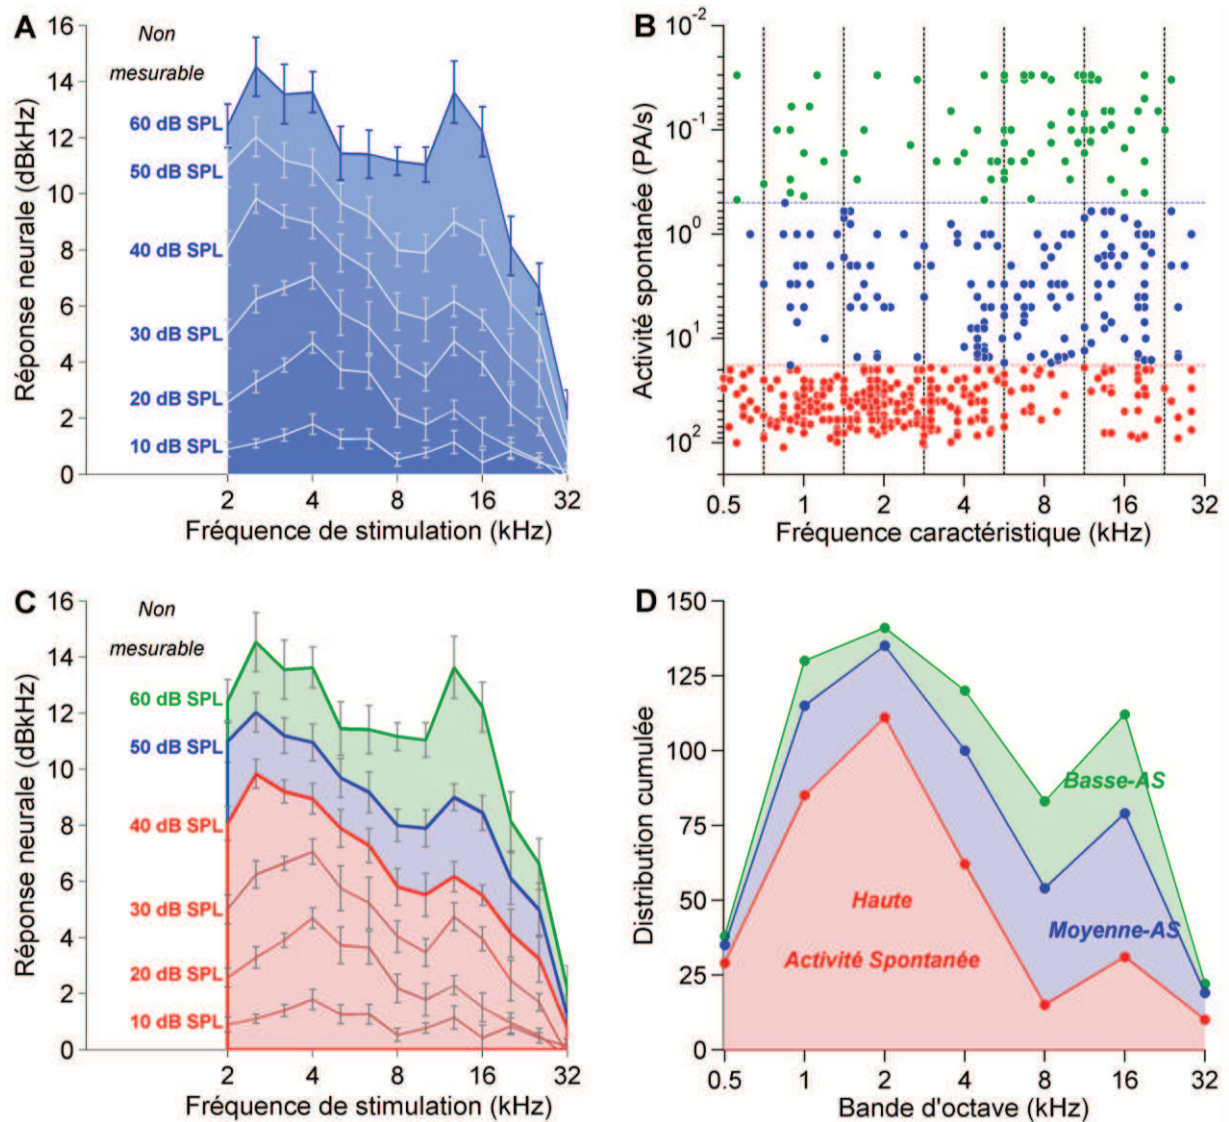 A
Réponse neurale (dBkHz)
16
14
12
10
8
6
4
2
0
Non
mesurable
60 dB SPL
50 dB SPL
40 dB SPL
30 dB SPL
20 dB SPL
10 dB SPL
2 4 8 16 32
Fréquence de stimulation (kHz)
B
Activité spontanée (PA/s)
10-2
10-1
100
101
102
0.5 1 2 4 8 16 32
Fréquence caractéristique (kHz)
C
Réponse neurale (dBkHz)
16
14
12
10
8
6
4
2
0
Non
mesurable
60 dB SPL
50 dB SPL
40 dB SPL
30 dB SPL
20 dB SPL
10 dB SPL
2 4 8 16 32
Fréquence de stimulation (kHz)
D
Distribution cumulée
150
125
100
75
50
25
0
Basse-AS
Haute
Moyenne-AS
Activité Spontanée
0.5 1 2 4 8 16 32
Bande d'octave (kHz)